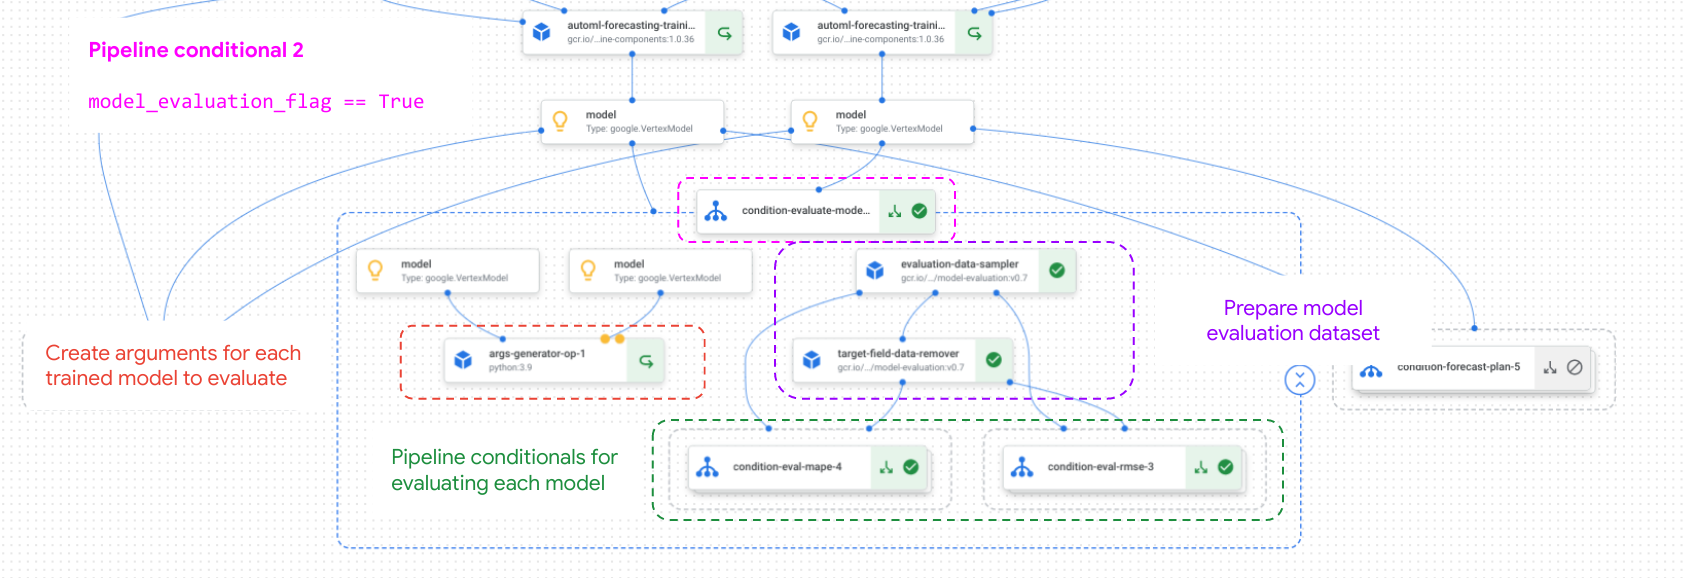 automl-forecasting-traini...
gcr.io/...ine-components:1.0.36
automl-forecasting-traini...
gcr.io/...ine-components:1.0.36
Pipeline conditional 2
model_evaluation_flag == True
model
Type: google.VertexModel
model
Type: google.VertexModel
condition-evaluate-mode...
model
Type: google.VertexModel
model
Type: google.VertexModel
evaluation-data-sampler
gcr.io/.../model-evaluation:v0.7
Prepare model
evaluation dataset
Create arguments for each
trained model to evaluate
args-generator-op-1
python:3.9
target-field-data-remover
gcr.io/.../model-evaluation:v0.7
condition-forecast-plan-5
Pipeline conditionals for
evaluating each model
condition-eval-mape-4
condition-eval-rmse-3